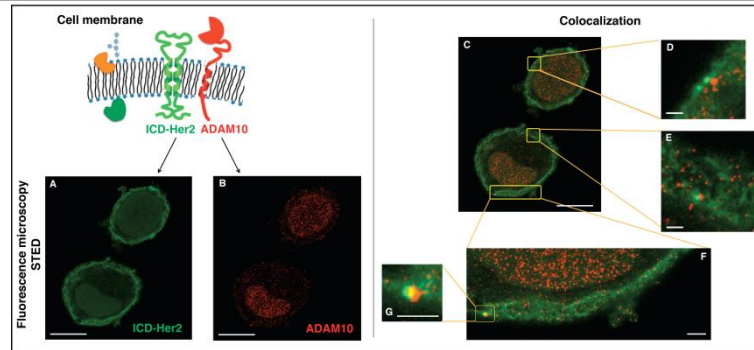 Cell membrane
ICD-Her2 ADAM10
Fluorescence microscopy
STED
A
ICD-Her2
B
ADAM10
Colocalization
C
D
E
F
G